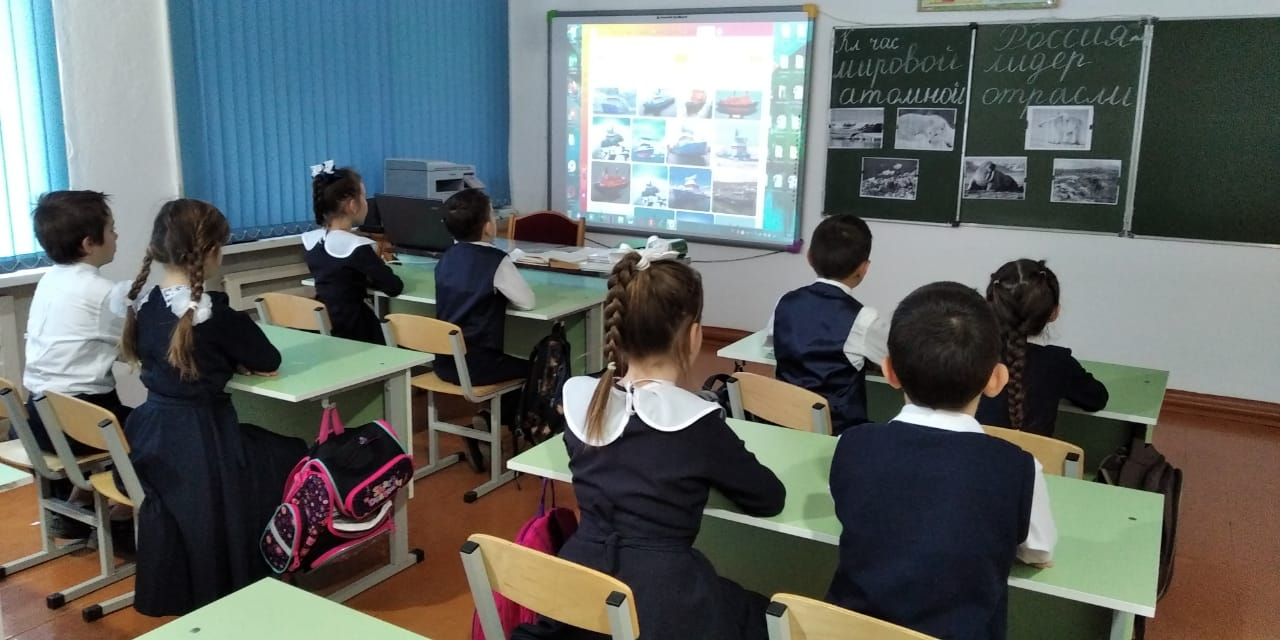 Кл час Россия-
мировой лидер
атомной отрасли